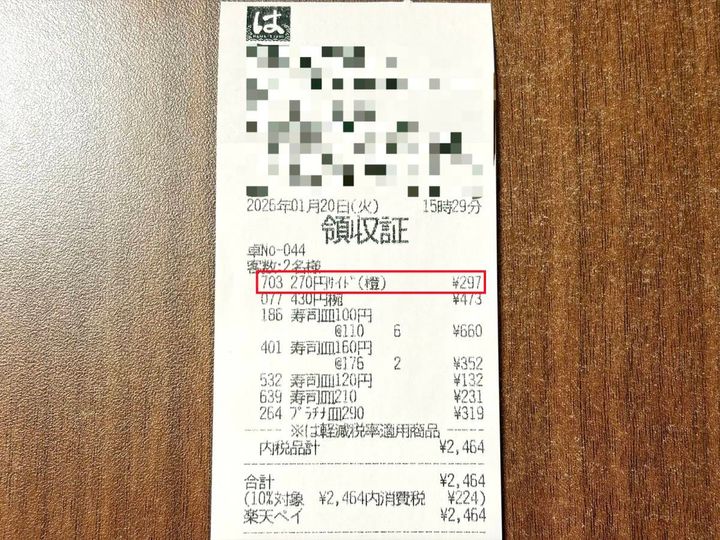 は
2026年01月20日(火) 15時29分
領収証
卓No-044
客数:2名様
703 270円ｻｲﾄﾞ(橙) ¥297
077 430円椀 ¥473
186 寿司皿100円
@110 6 ¥660
401 寿司皿160円
@176 2 ¥352
532 寿司皿120円 ¥132
639 寿司皿210 ¥231
264 ﾌﾟﾗﾁﾅ皿290 ¥319
※は軽減税率適用商品
内税品計 ¥2,464
合計 ¥2,464
(10%対象 ¥2,464内消費税 ¥224)
楽天ペイ ¥2,464